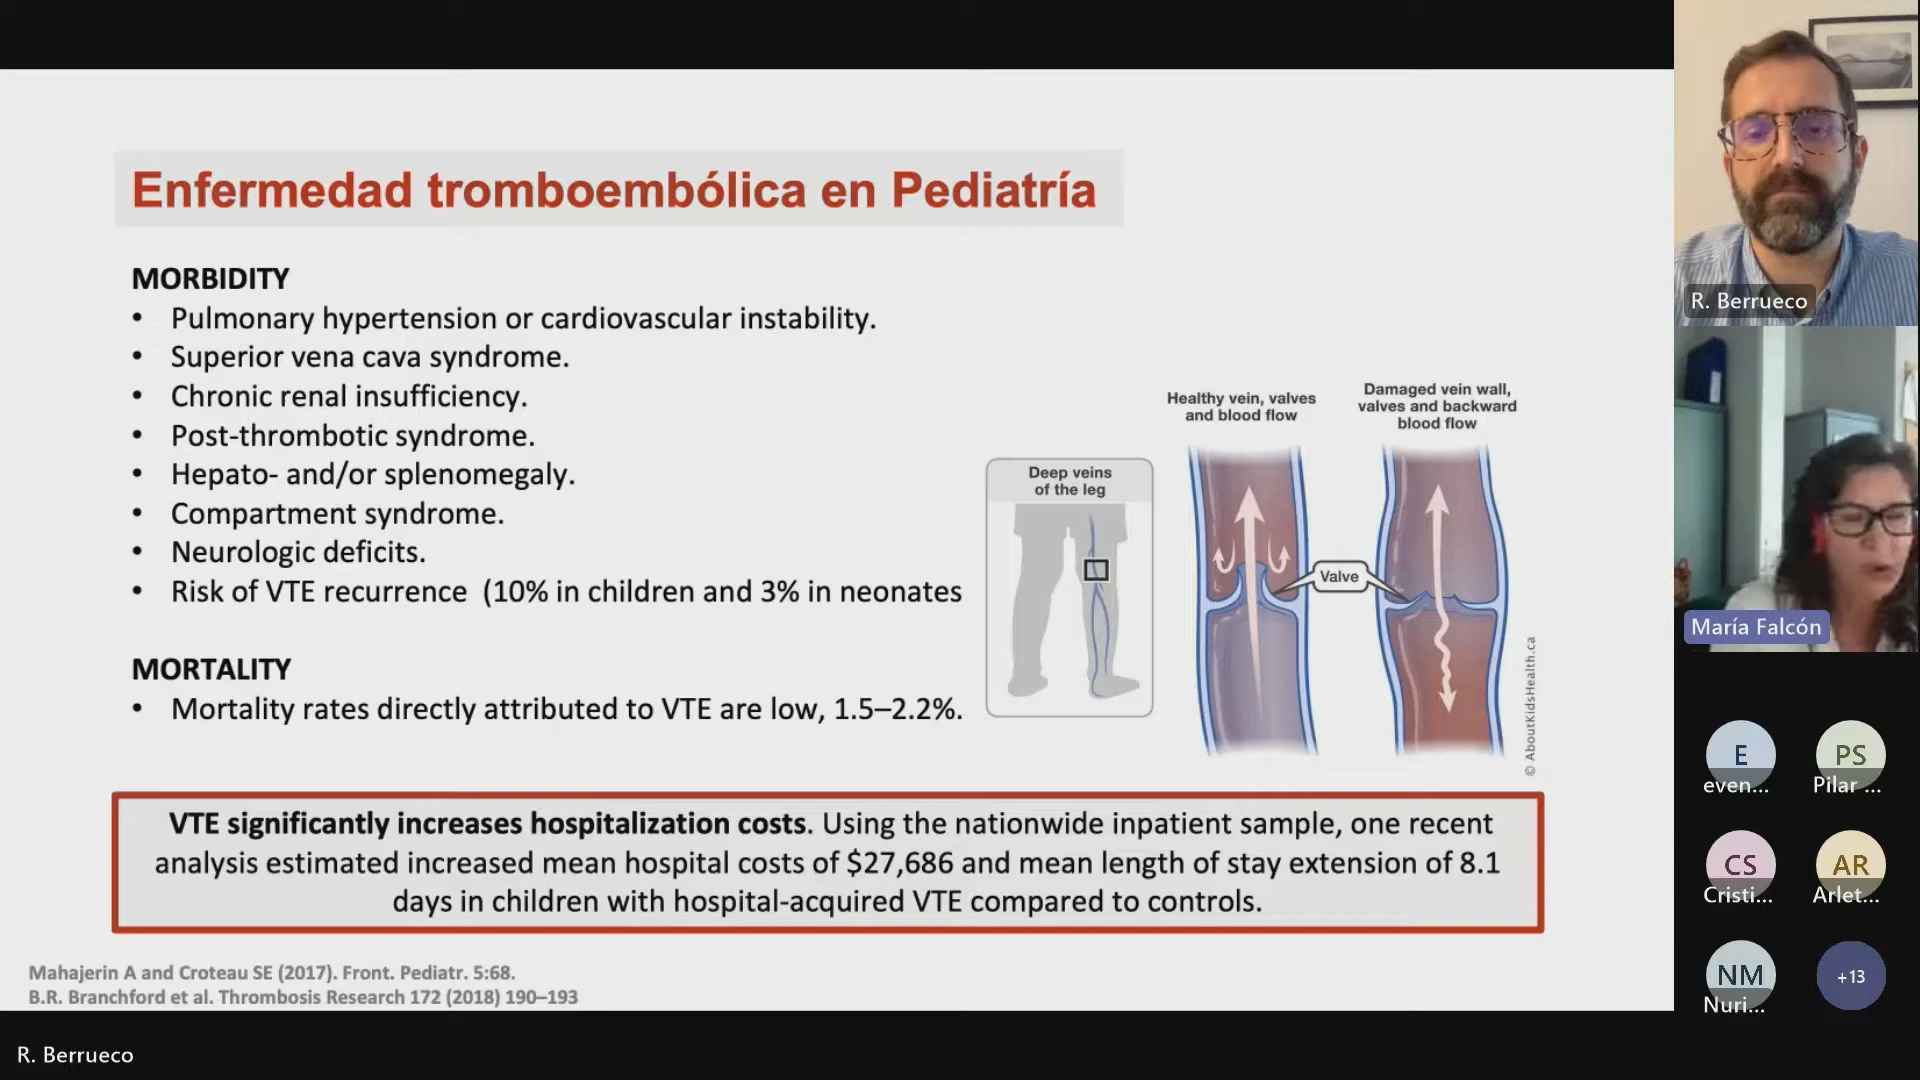 Enfermedad tromboembólica en Pediatría
MORBIDITY
• Pulmonary hypertension or cardiovascular instability.
• Superior vena cava syndrome.
• Chronic renal insufficiency.
• Post-thrombotic syndrome.
• Hepato- and/or splenomegaly.
• Compartment syndrome.
• Neurologic deficits.
• Risk of VTE recurrence (10% in children and 3% in neonates
MORTALITY
• Mortality rates directly attributed to VTE are low, 1.5–2.2%.
Deep veins
of the leg
Healthy vein, valves
and blood flow
Damaged vein wall,
valves and backward
blood flow
Valve
© AboutKidsHealth.ca
VTE significantly increases hospitalization costs. Using the nationwide inpatient sample, one recent
analysis estimated increased mean hospital costs of $27,686 and mean length of stay extension of 8.1
days in children with hospital-acquired VTE compared to controls.
Mahajerin A and Croteau SE (2017). Front. Pediatr. 5:68.
B.R. Branchford et al. Thrombosis Research 172 (2018) 190–193
R. Berrueco
R. Berrueco
María Falcón
E
even...
PS
Pilar ...
CS
Cristi...
AR
Arlet...
NM
Nuri...
+13